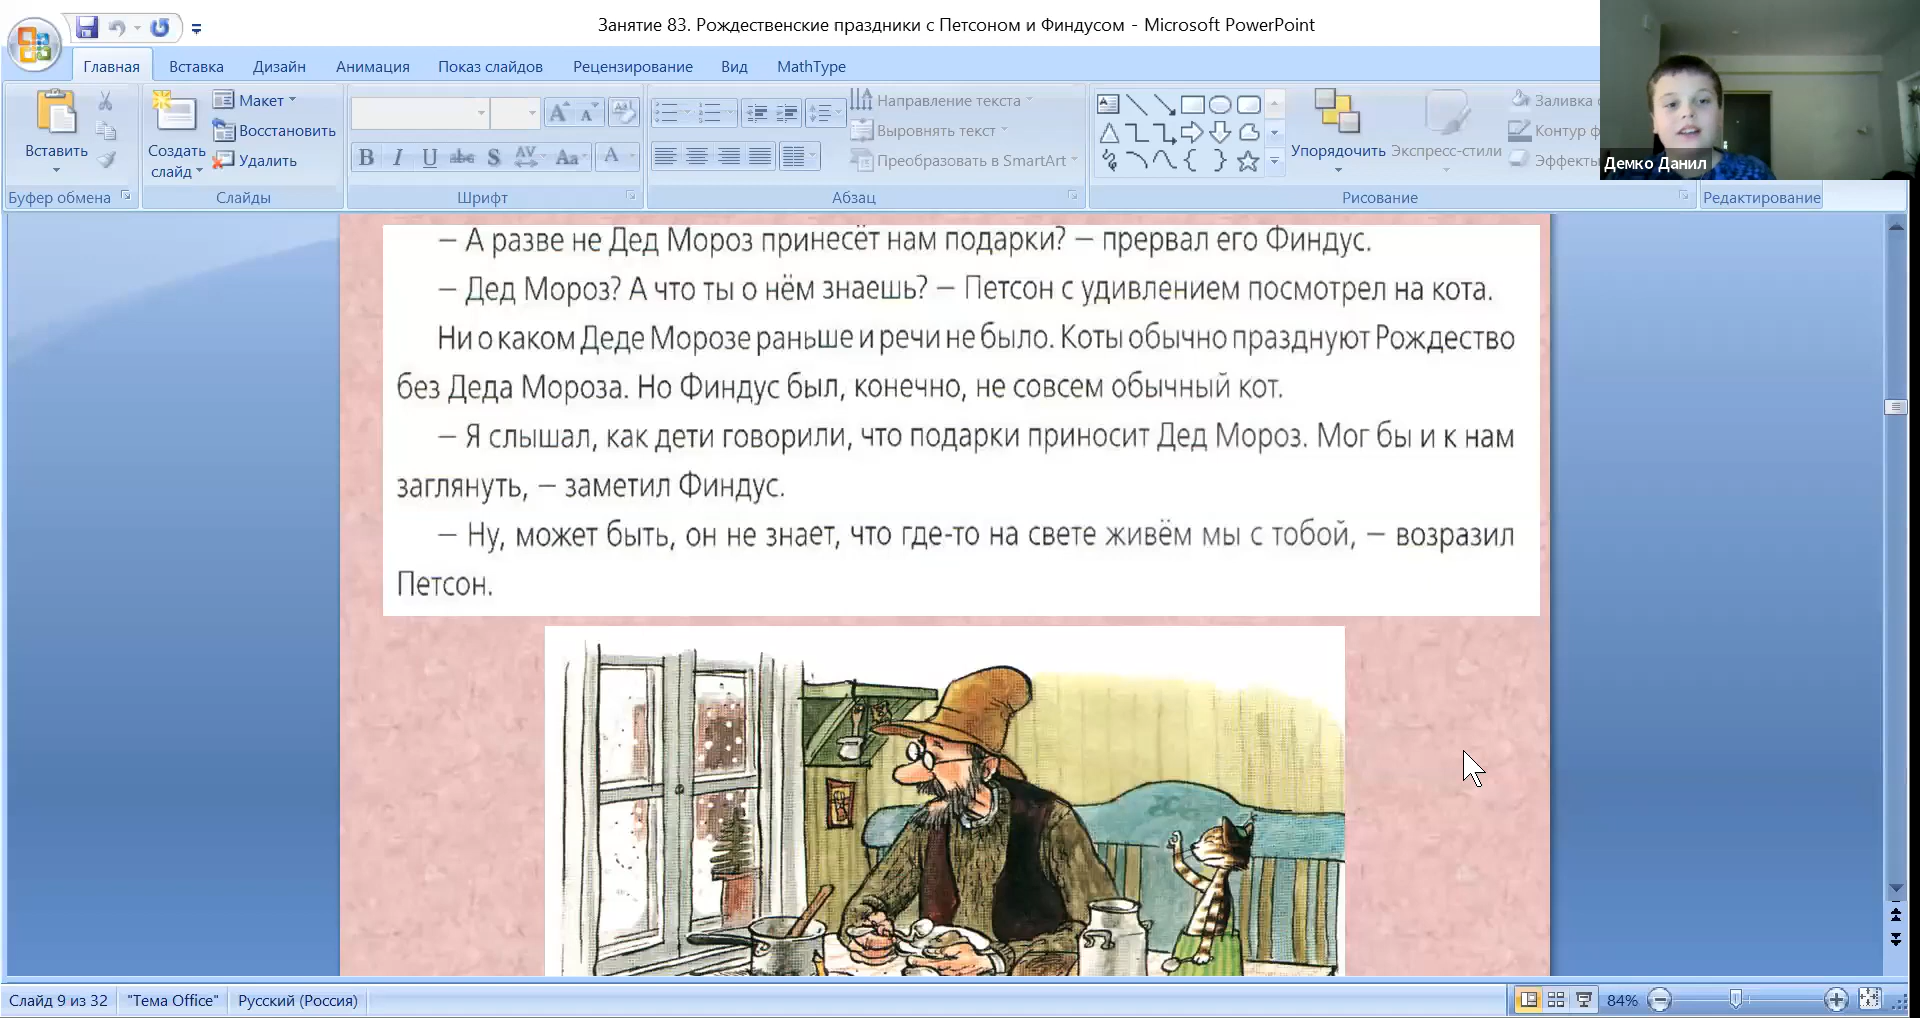 Занятие 83. Рождественские праздники с Петсоном и Финдусом - Microsoft PowerPoint
Главная Вставка Дизайн Анимация Показ слайдов Рецензирование Вид MathType
Вставить
Буфер обмена
Создать слайд
Макет
Восстановить
Удалить
Слайды
Ж К Ч
Шрифт
Направление текста
Выровнять текст
Преобразовать в SmartArt
Абзац
Упорядочить
Экспресс-стили
Заливка
Контур ф
Эффекты
Рисование
Редактирование
Демко Данил
– А разве не Дед Мороз принесёт нам подарки? – прервал его Финдус.
– Дед Мороз? А что ты о нём знаешь? – Петсон с удивлением посмотрел на кота.
Ни о каком Деде Морозе раньше и речи не было. Коты обычно празднуют Рождество
без Деда Мороза. Но Финдус был, конечно, не совсем обычный кот.
– Я слышал, как дети говорили, что подарки приносит Дед Мороз. Мог бы и к нам
заглянуть, – заметил Финдус.
– Ну, может быть, он не знает, что где-то на свете живём мы с тобой, – возразил
Петсон.
Слайд 9 из 32 "Тема Office" Русский (Россия) 84%